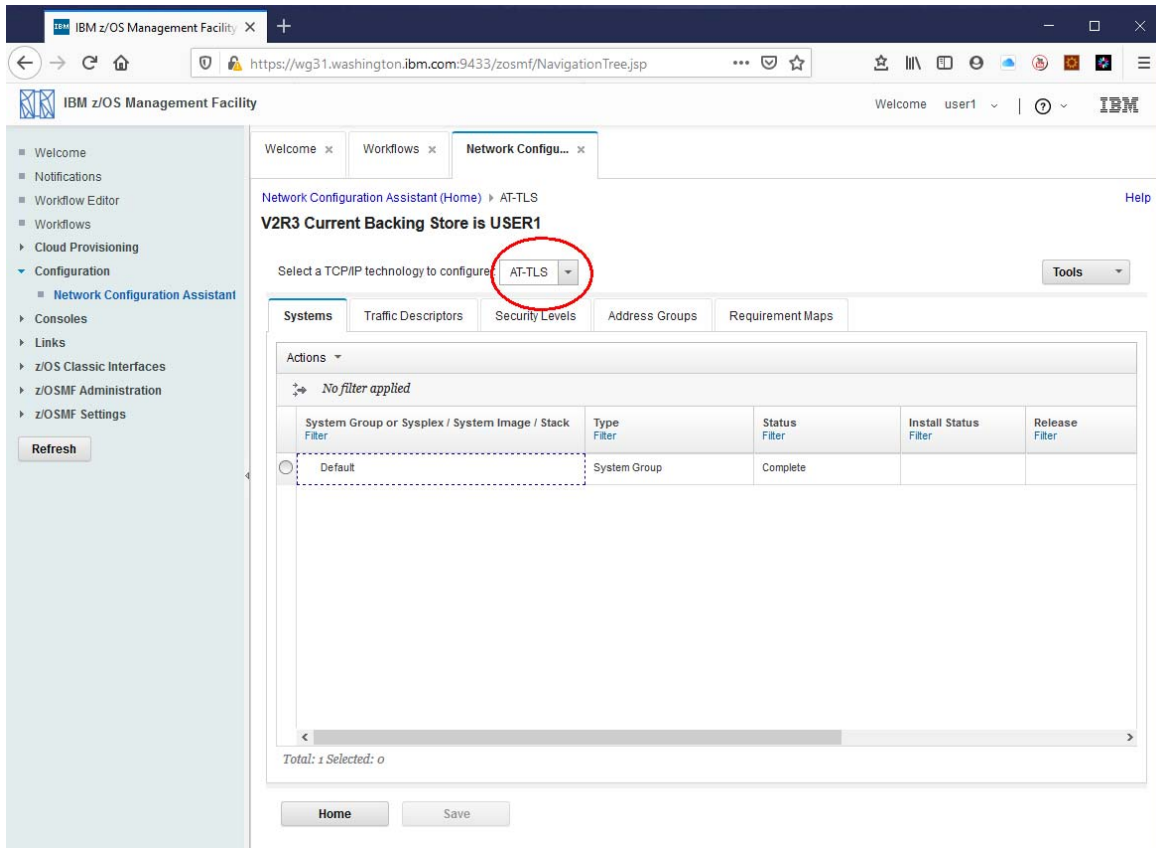 IBM z/OS Management Facility
https://wg31.washington.ibm.com:9433/zosmf/NavigationTree.jsp
IBM z/OS Management Facility
Welcome user1
IBM
Welcome
Notifications
Workflow Editor
Workflows
Cloud Provisioning
Configuration
Network Configuration Assistant
Consoles
Links
z/OS Classic Interfaces
z/OSMF Administration
z/OSMF Settings
Refresh
Welcome Workflows Network Configu...
Network Configuration Assistant (Home) AT-TLS Help
V2R3 Current Backing Store is USER1
Select a TCP/IP technology to configure: AT-TLS Tools
Systems Traffic Descriptors Security Levels Address Groups Requirement Maps
Actions
No filter applied
System Group or Sysplex / System Image / Stack Type Status Install Status Release
Filter Filter Filter Filter Filter
Default System Group Complete
Total: 1 Selected: 0
Home Save